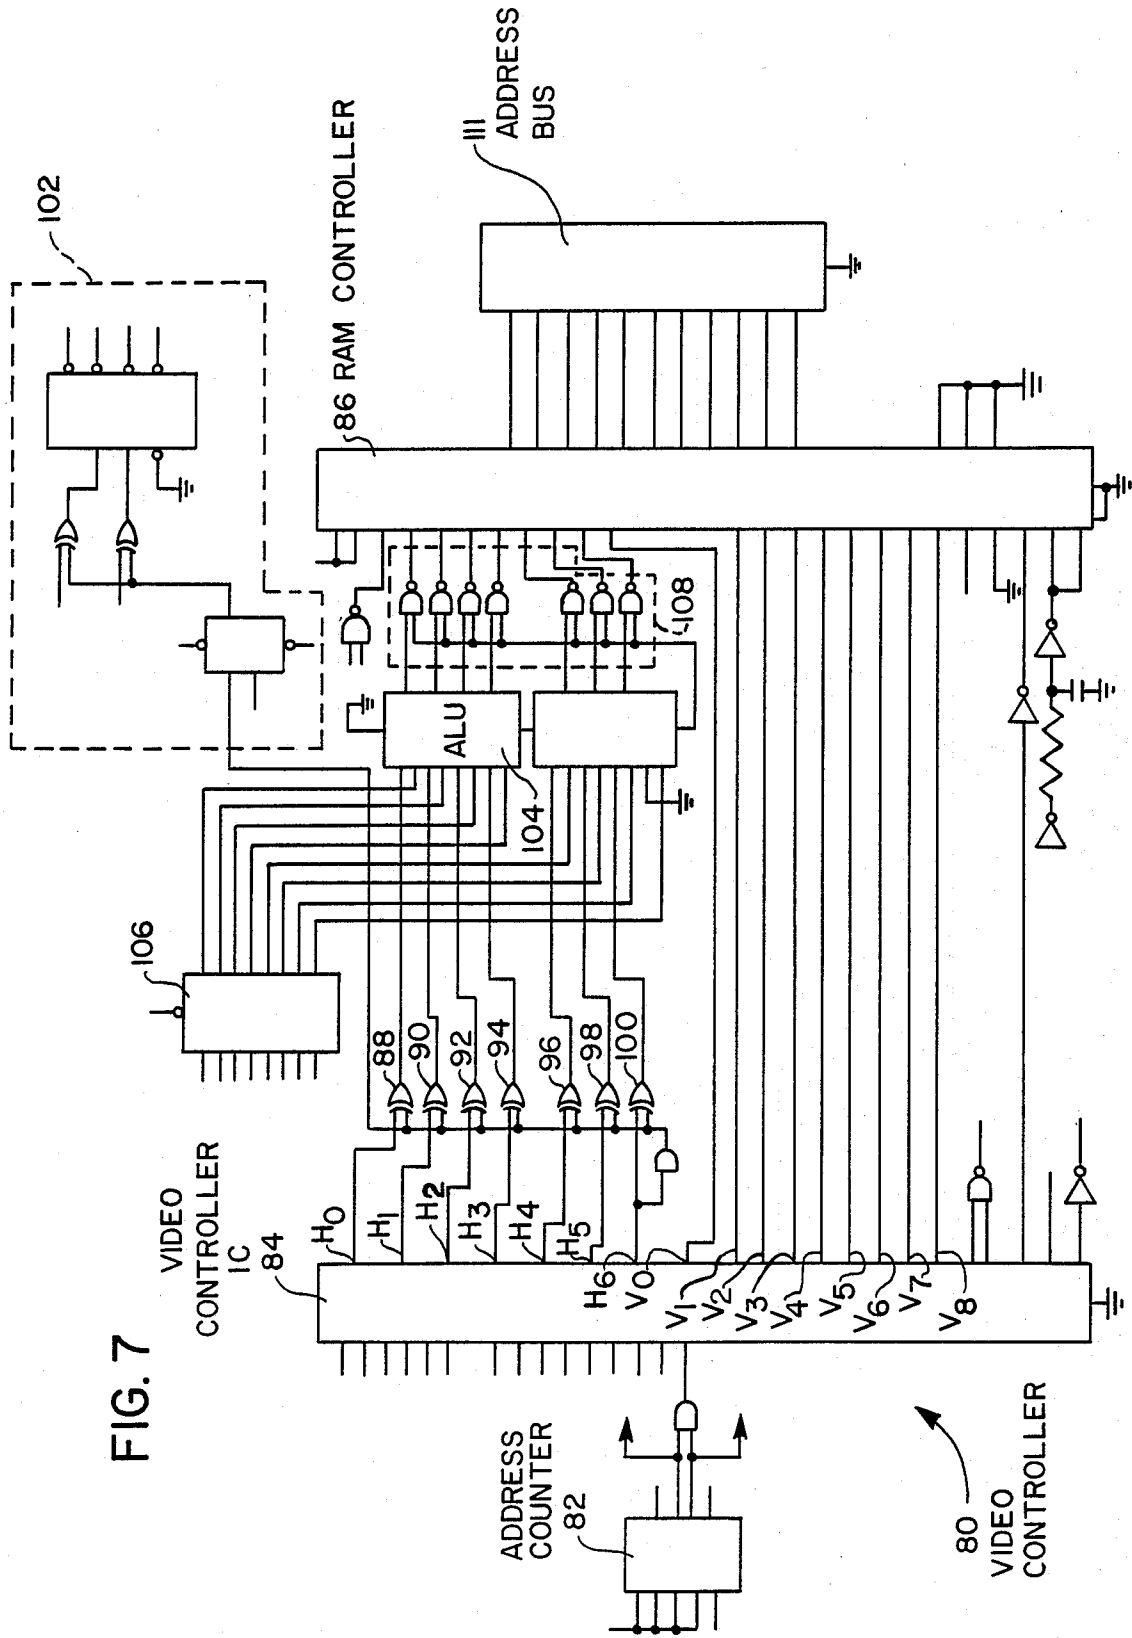 FIG. 7
102
86 RAM CONTROLLER
111 ADDRESS
BUS
106
108
ALU
104
88
90
92
94
96
98
100
VIDEO
CONTROLLER
IC
84
H0
H1
H2
H3
H4
H5
H6
V0
V1
V2
V3
V4
V5
V6
V7
V8
ADDRESS
COUNTER
82
80
VIDEO
CONTROLLER